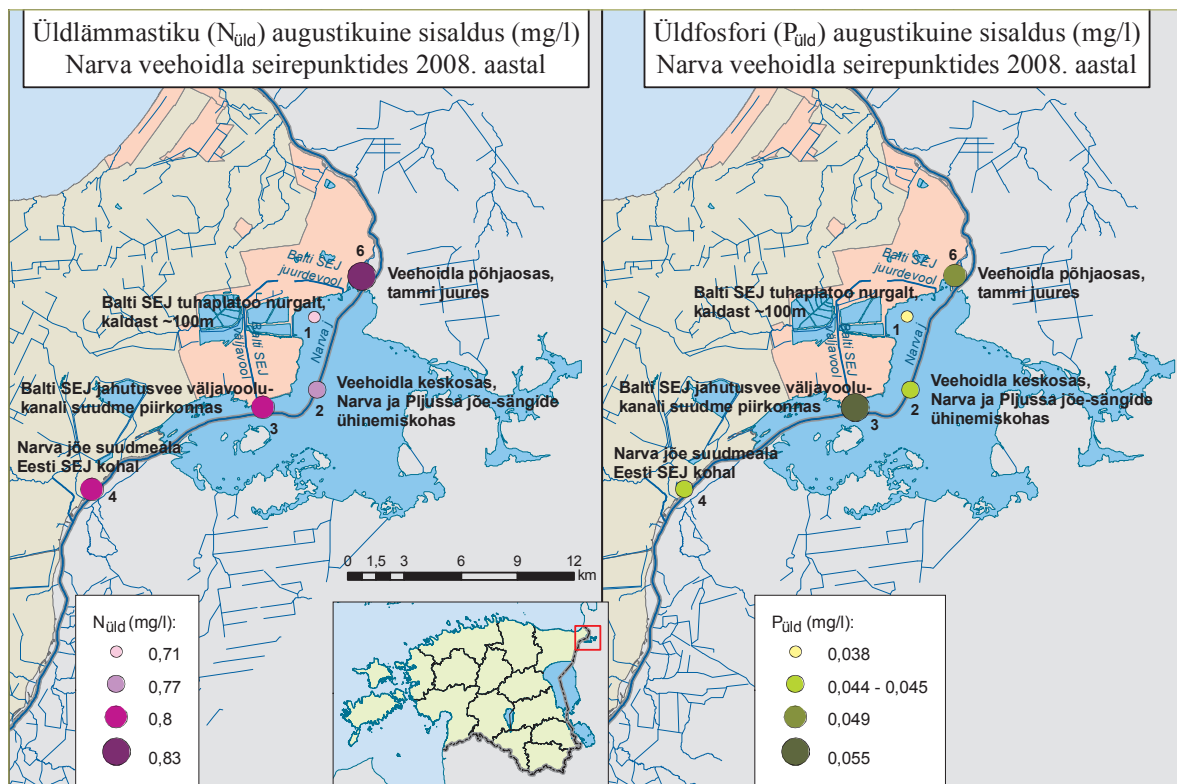 Üldlämmastiku (Nüld) augustikuine sisaldus (mg/l)
Narva veehoidla seirepunktides 2008. aastal
6
Balti SEJ
juurdevool
Veehoidla põhjaosas,
tammi juures
Balti SEJ tuhaplatoo nurgalt,
kaldast ~100m
1
Balti SEJ
väljavool
Narva j
Balti SEJ jahutusvee väljavoolu-
kanali suudme piirkonnas
Veehoidla keskosas,
Narva ja Pljussa jõe-sängide
ühinemiskohas
2
3
Narva jõe suudmeala
Eesti SEJ kohal
4
0 1,5 3 6 9 12
km
Nüld (mg/l):
0,71
0,77
0,8
0,83
Üldfosfori (Püld) augustikuine sisaldus (mg/l)
Narva veehoidla seirepunktides 2008. aastal
6
Balti SEJ
juurdevool
Veehoidla põhjaosas,
tammi juures
Balti SEJ tuhaplatoo nurgalt,
kaldast ~100m
1
Balti SEJ
väljavool
Narva j
Balti SEJ jahutusvee väljavoolu-
kanali suudme piirkonnas
Veehoidla keskosas,
Narva ja Pljussa jõe-sängide
ühinemiskohas
2
3
Narva jõe suudmeala
Eesti SEJ kohal
4
Püld (mg/l):
0,038
0,044 - 0,045
0,049
0,055